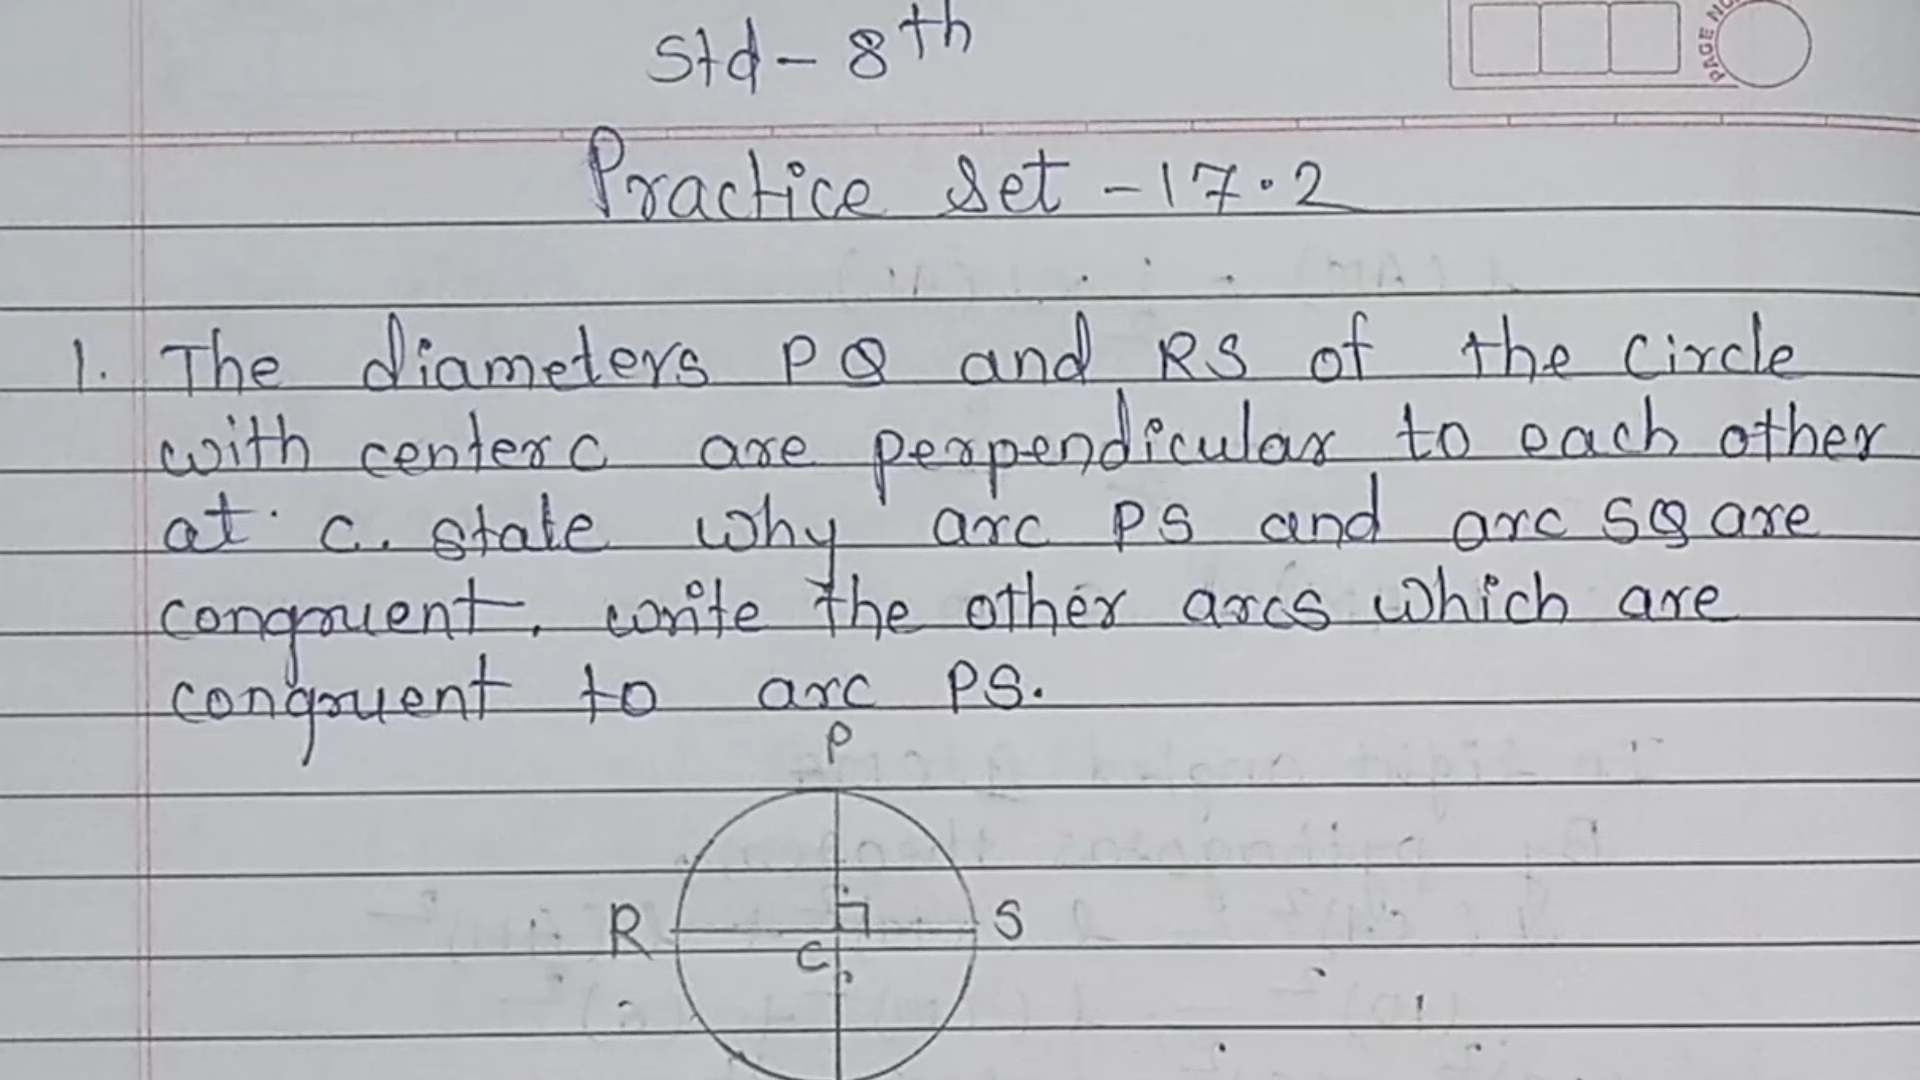 PAGE NO.
Std - 8th
Practice set - 17.2
1. The diameters PQ and RS of the circle
with center c are perpendicular to each other
at c. state why arc PS and arc SQ are
congruent. write the other arcs which are
congruent to arc PS.
P
R S
C